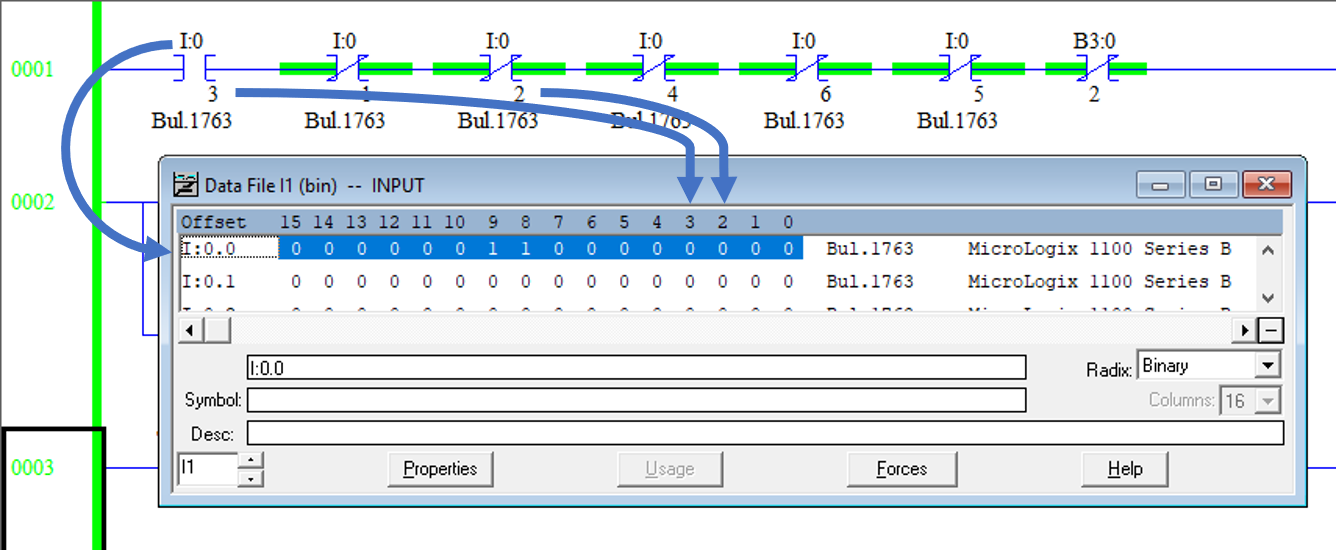 I:0 I:0 I:0 I:0 I:0 I:0 B3:0
0001
3 1 2 4 6 5 2
Bul.1763 Bul.1763 Bul.1763 Bul.1763 Bul.1763 Bul.1763
Data File I1 (bin) -- INPUT
0002
Offset 15 14 13 12 11 10 9 8 7 6 5 4 3 2 1 0
I:0.0 0 0 0 0 0 0 1 1 0 0 0 0 0 0 0 0 Bul.1763 MicroLogix 1100 Series B
I:0.1 0 0 0 0 0 0 0 0 0 0 0 0 0 0 0 0 Bul.1763 MicroLogix 1100 Series B
I:0.0
Radix: Binary
Symbol:
Columns: 16
Desc:
0003
I1 Properties Usage Forces Help